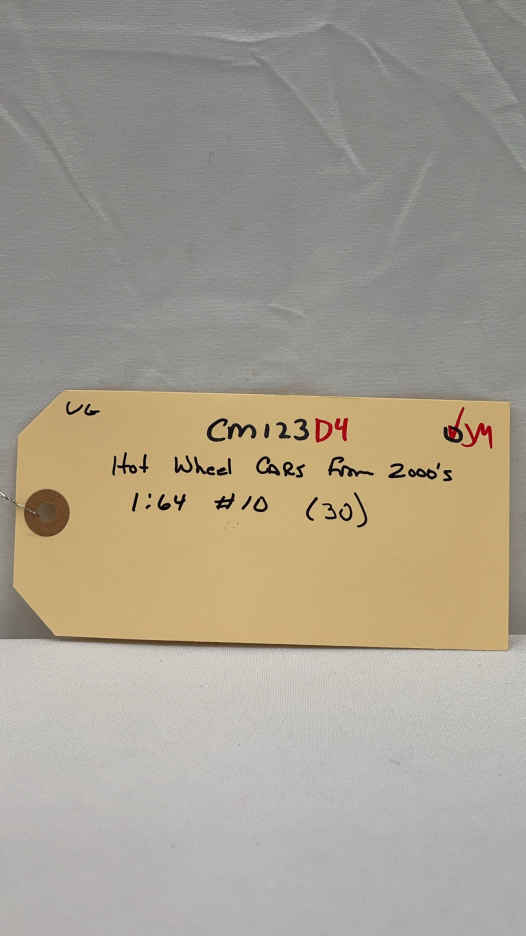 VG
CM123D4
Hot Wheel CARS From 2000's
1:64 #10 (30)